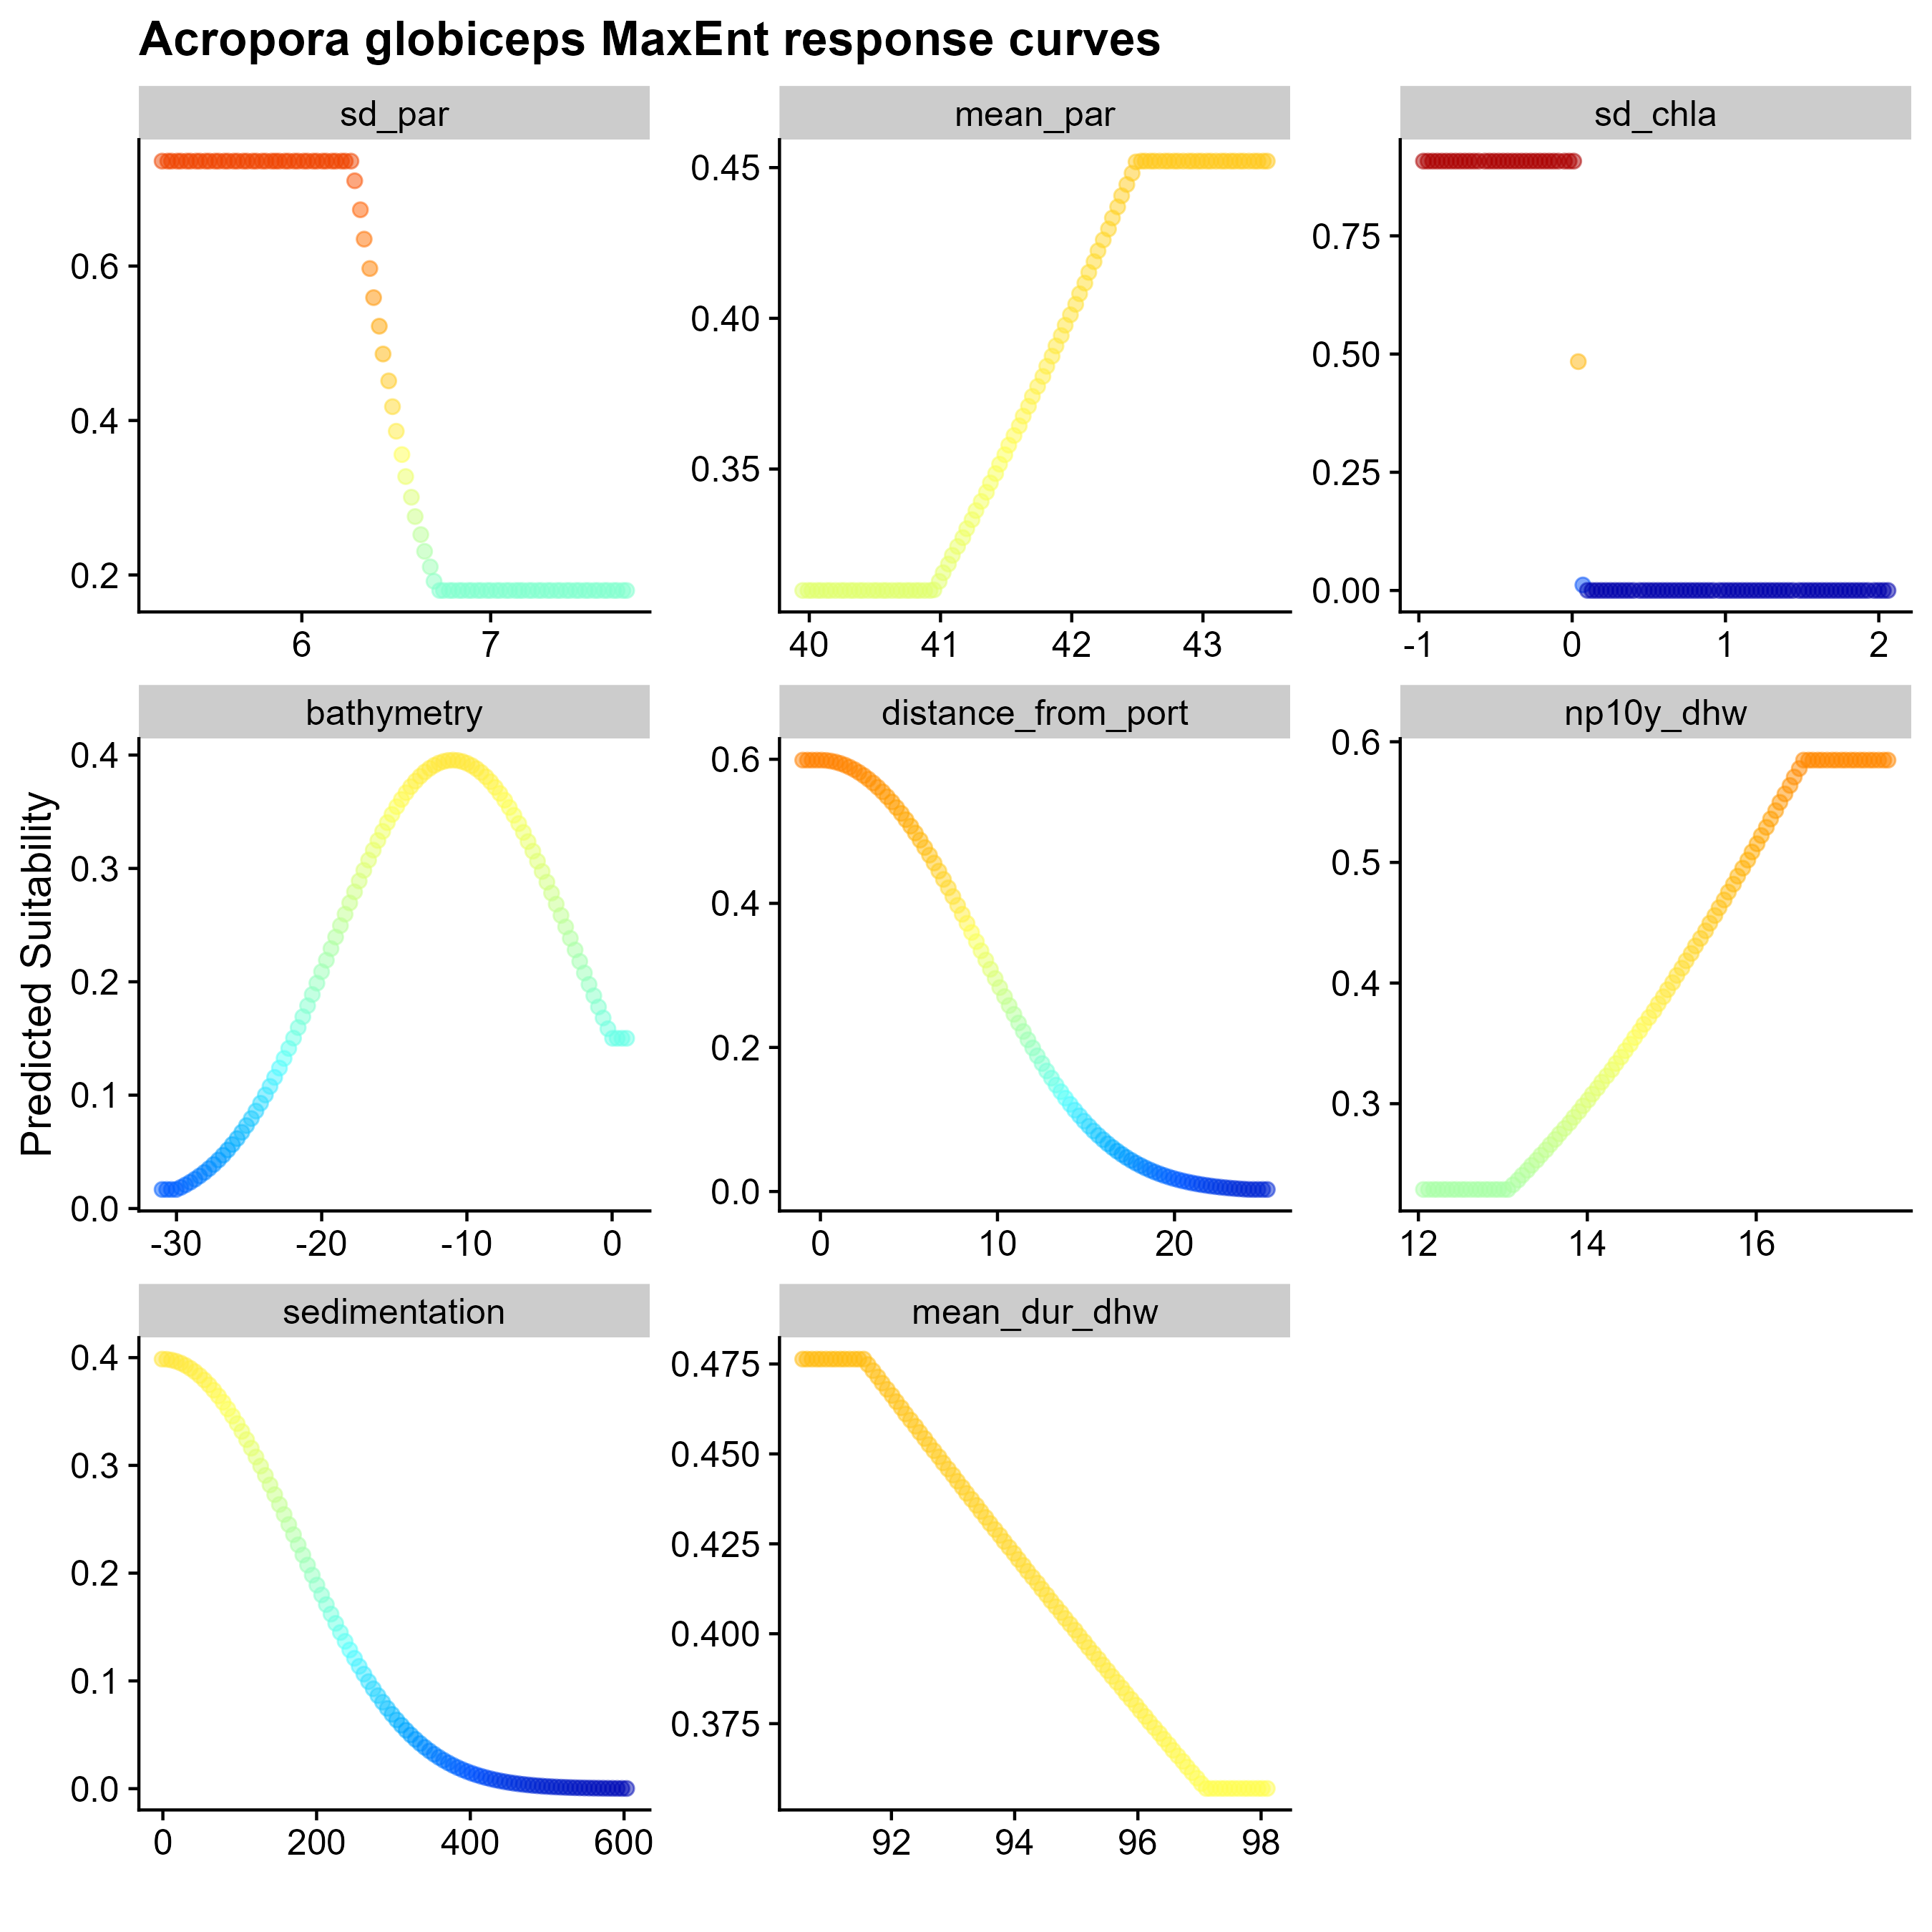 Acropora globiceps MaxEnt response curves
sd_par
mean_par
sd_chla
0.6
0.4
0.2
6 7
0.45
0.40
0.35
40 41 42 43
0.75
0.50
0.25
0.00
-1 0 1 2
Predicted Suitability
bathymetry
distance_from_port
np10y_dhw
0.4
0.3
0.2
0.1
0.0
-30 -20 -10 0
0.6
0.4
0.2
0.0
0 10 20
0.6
0.5
0.4
0.3
12 14 16
sedimentation
mean_dur_dhw
0.4
0.3
0.2
0.1
0.0
0 200 400 600
0.475
0.450
0.425
0.400
0.375
92 94 96 98